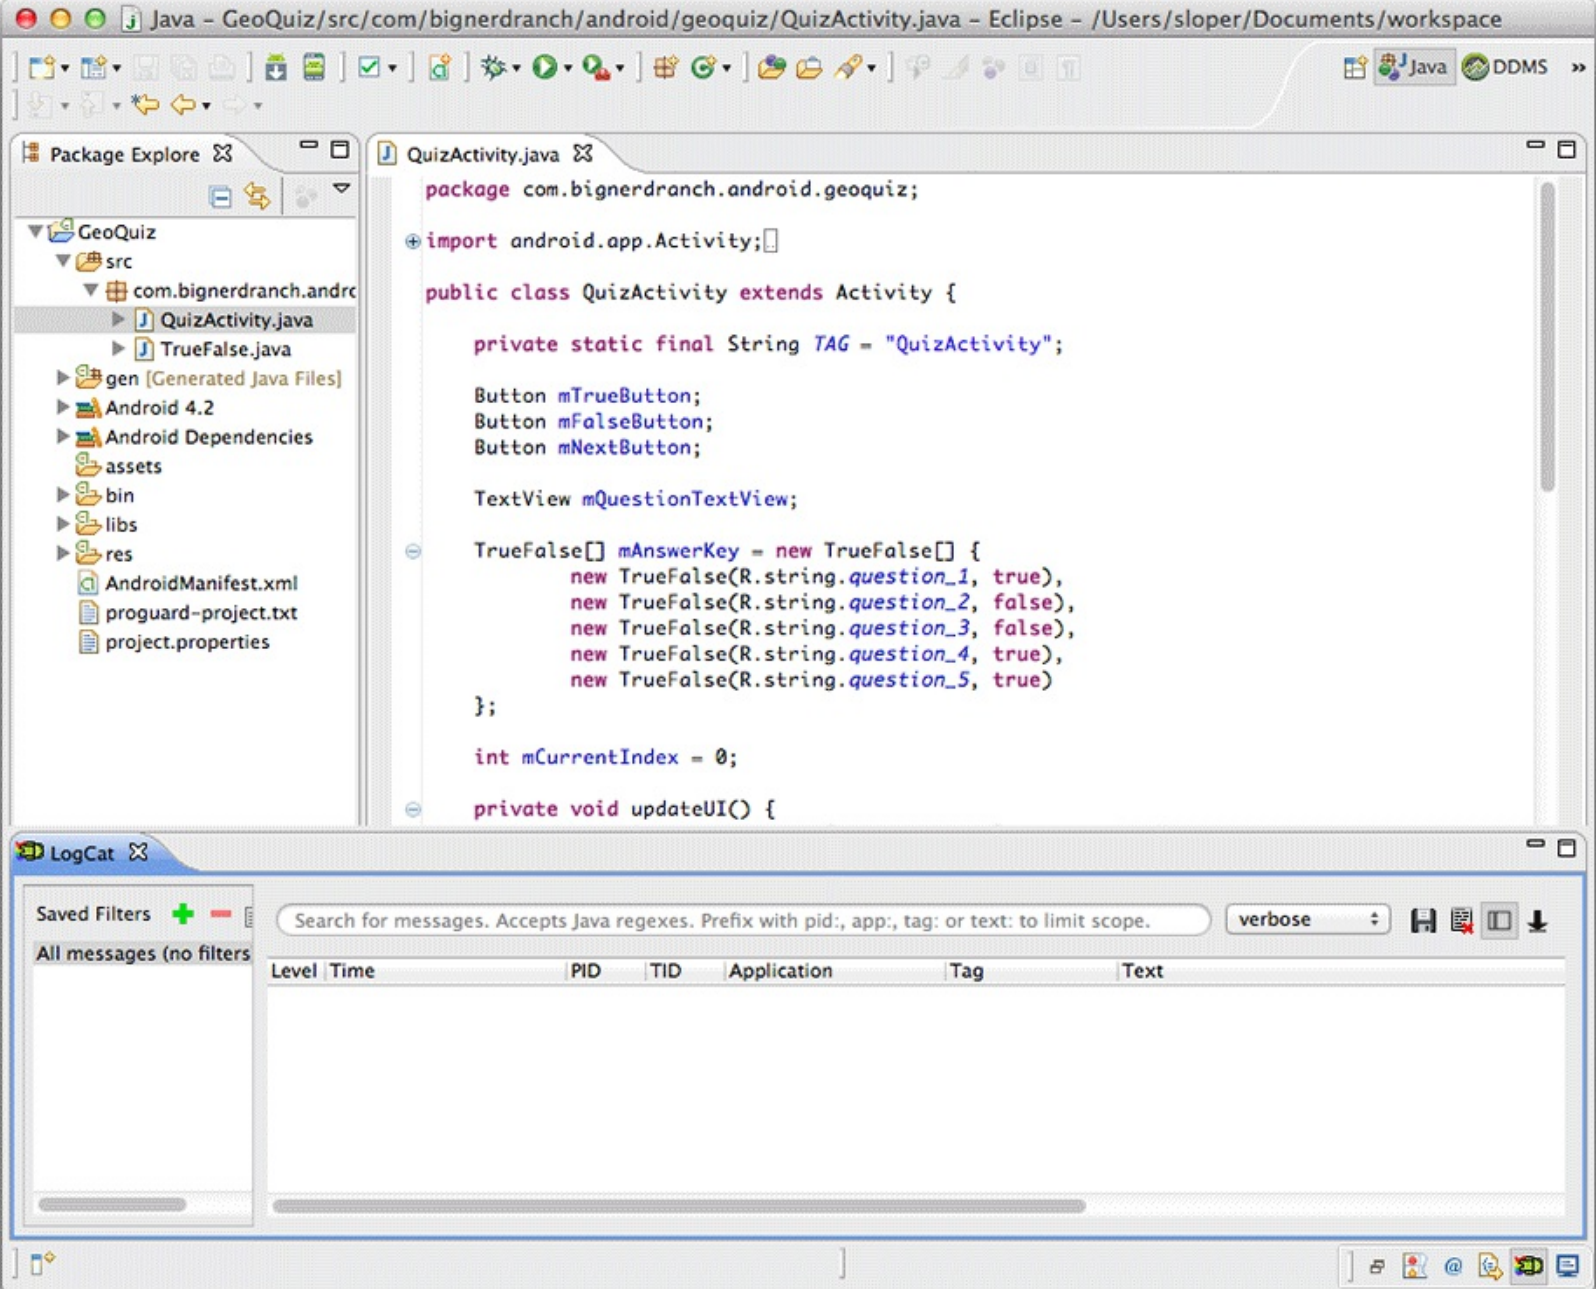 Java – GeoQuiz/src/com/bignerdranch/android/geoquiz/QuizActivity.java – Eclipse – /Users/sloper/Documents/workspace
Java DDMS »
Package Explore
GeoQuiz
src
com.bignerdranch.andrc
QuizActivity.java
TrueFalse.java
gen [Generated Java Files]
Android 4.2
Android Dependencies
assets
bin
libs
res
AndroidManifest.xml
proguard-project.txt
project.properties
QuizActivity.java
package com.bignerdranch.android.geoquiz;
import android.app.Activity;
public class QuizActivity extends Activity {
private static final String TAG = "QuizActivity";
Button mTrueButton;
Button mFalseButton;
Button mNextButton;
TextView mQuestionTextView;
TrueFalse[] mAnswerKey = new TrueFalse[] {
new TrueFalse(R.string.question_1, true),
new TrueFalse(R.string.question_2, false),
new TrueFalse(R.string.question_3, false),
new TrueFalse(R.string.question_4, true),
new TrueFalse(R.string.question_5, true)
};
int mCurrentIndex = 0;
private void updateUI() {
LogCat
Saved Filters
All messages (no filters
Search for messages. Accepts Java regexes. Prefix with pid:, app:, tag: or text: to limit scope.
verbose
Level Time PID TID Application Tag Text